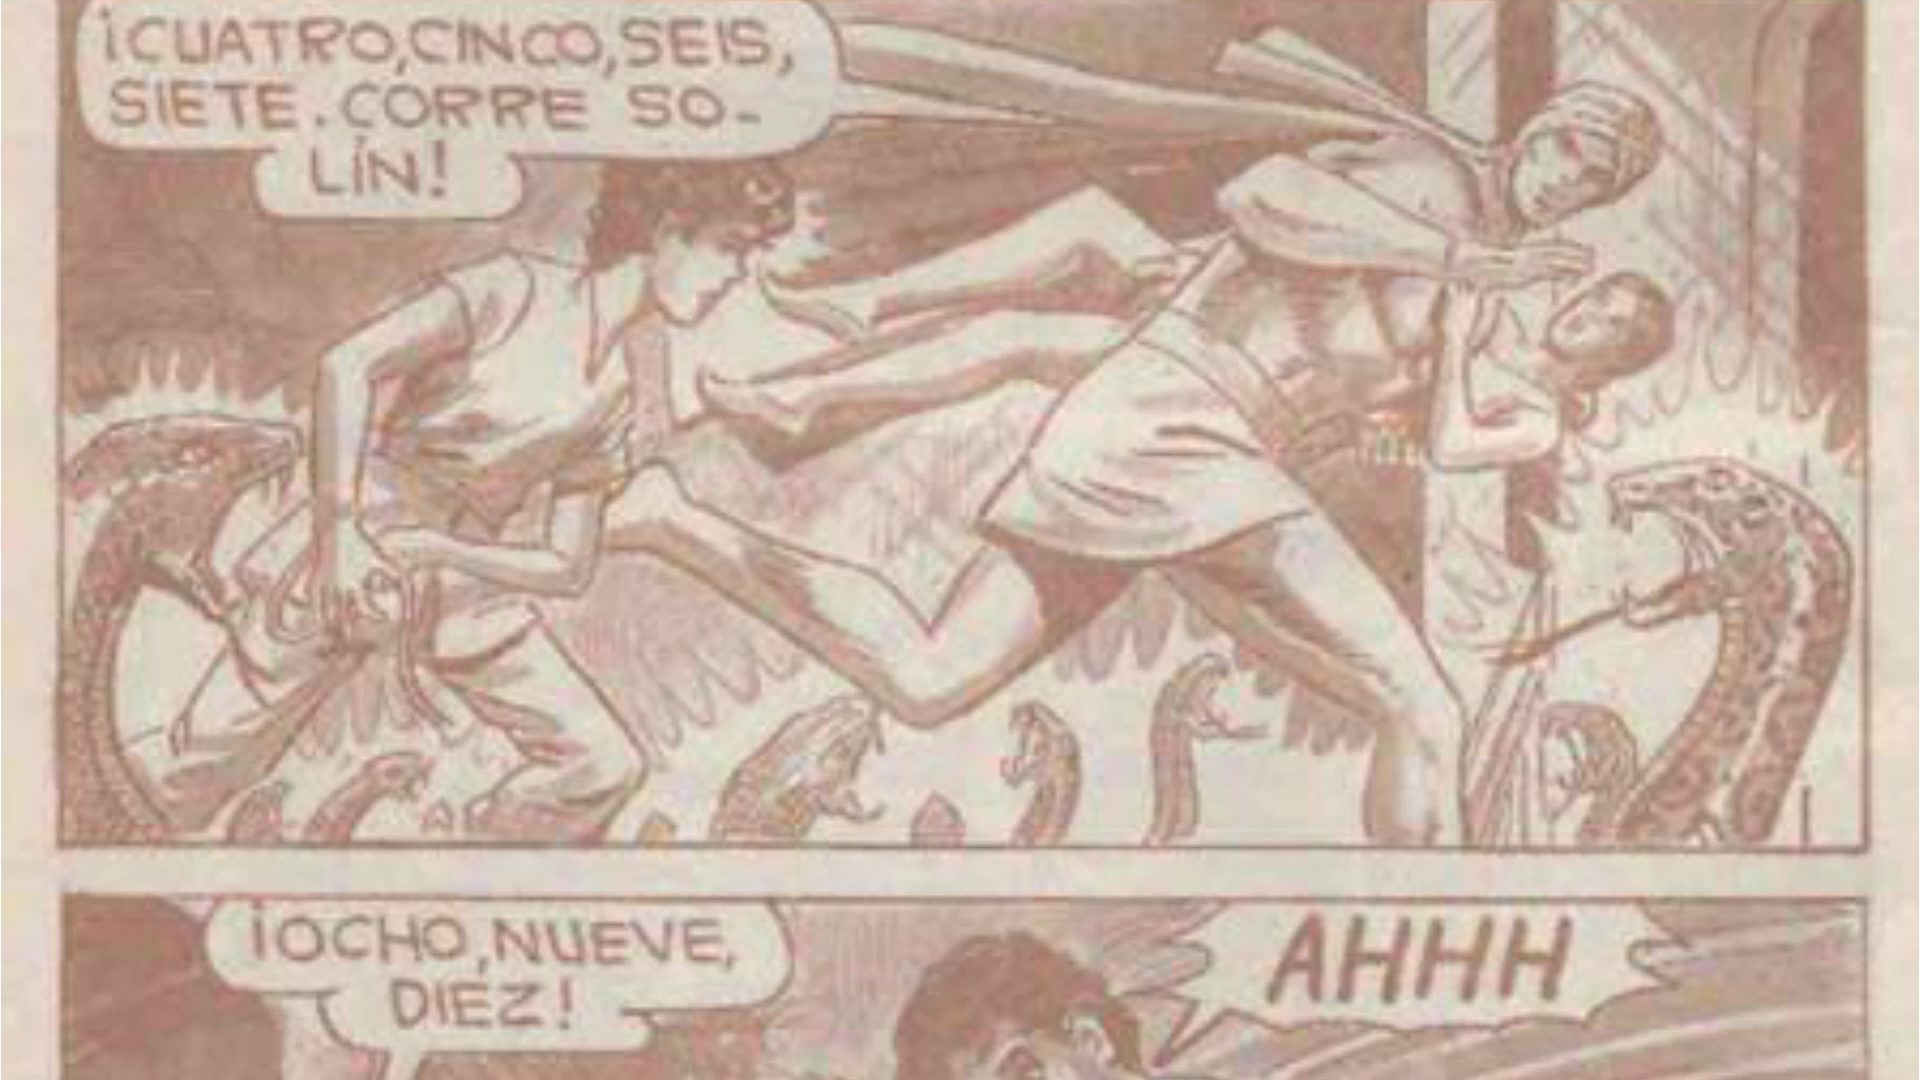 ¡CUATRO, CINCO, SEIS,
SIETE. CORRE SO-
LÍN!
¡OCHO, NUEVE,
DIEZ!
AHHH